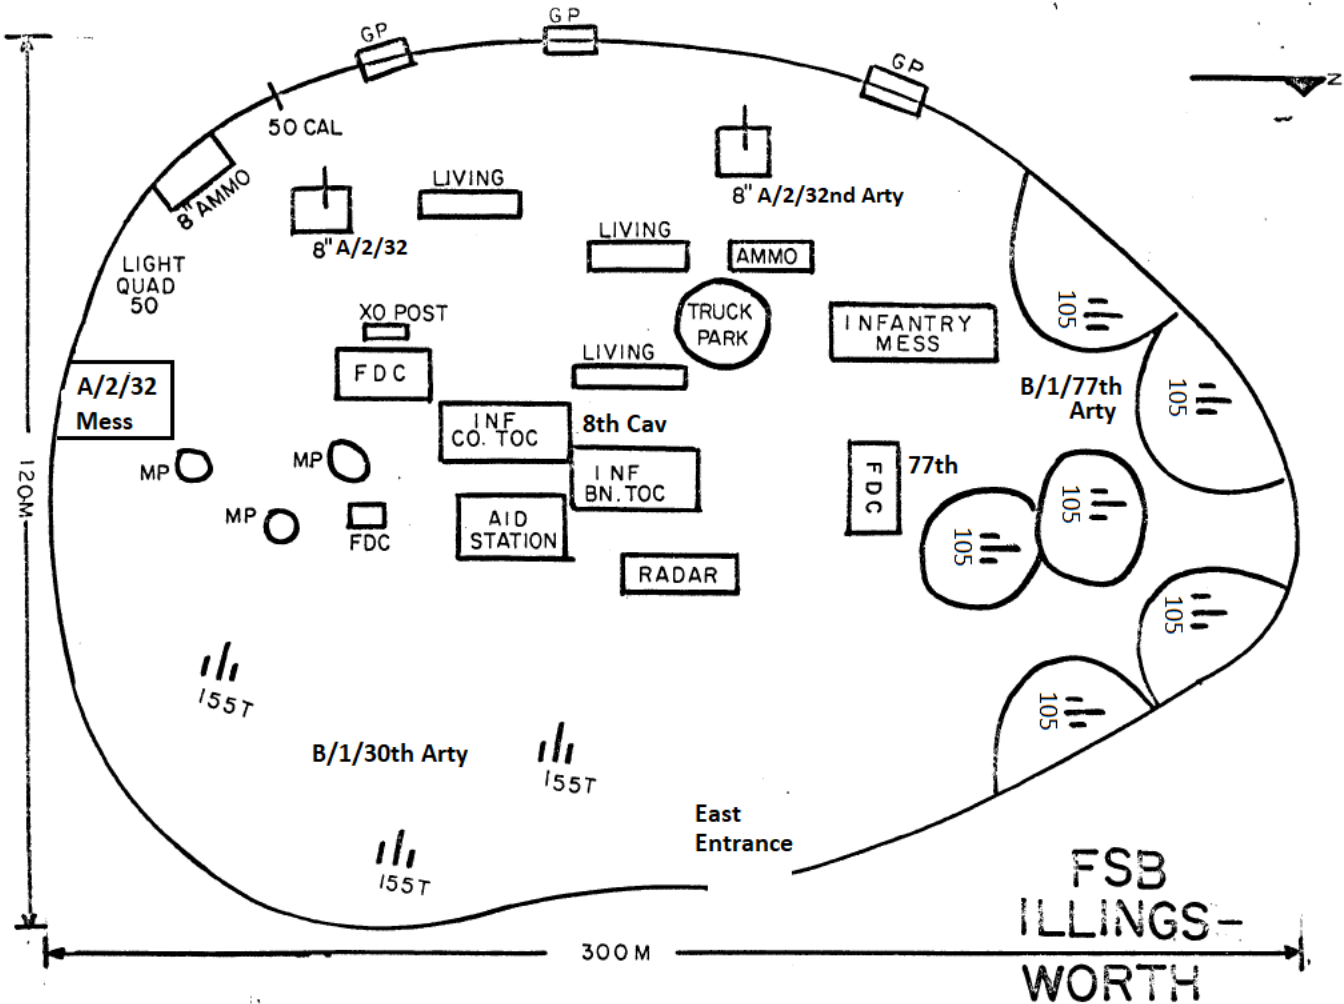 GP
GP
GP
N
50 CAL
8" AMMO
LIVING
8" A/2/32nd Arty
8" A/2/32
LIVING
AMMO
LIGHT
QUAD
50
XO POST
TRUCK
PARK
INFANTRY
MESS
105
LIVING
FDC
A/2/32
Mess
B/1/77th
Arty
105
INF
CO. TOC
8th Cav
MP
MP
INF
BN. TOC
FDC
77th
105
120M
MP
FDC
AID
STATION
105
RADAR
105
155T
105
B/1/30th Arty
155T
East
Entrance
155T
FSB
ILLINGS-
WORTH
300M